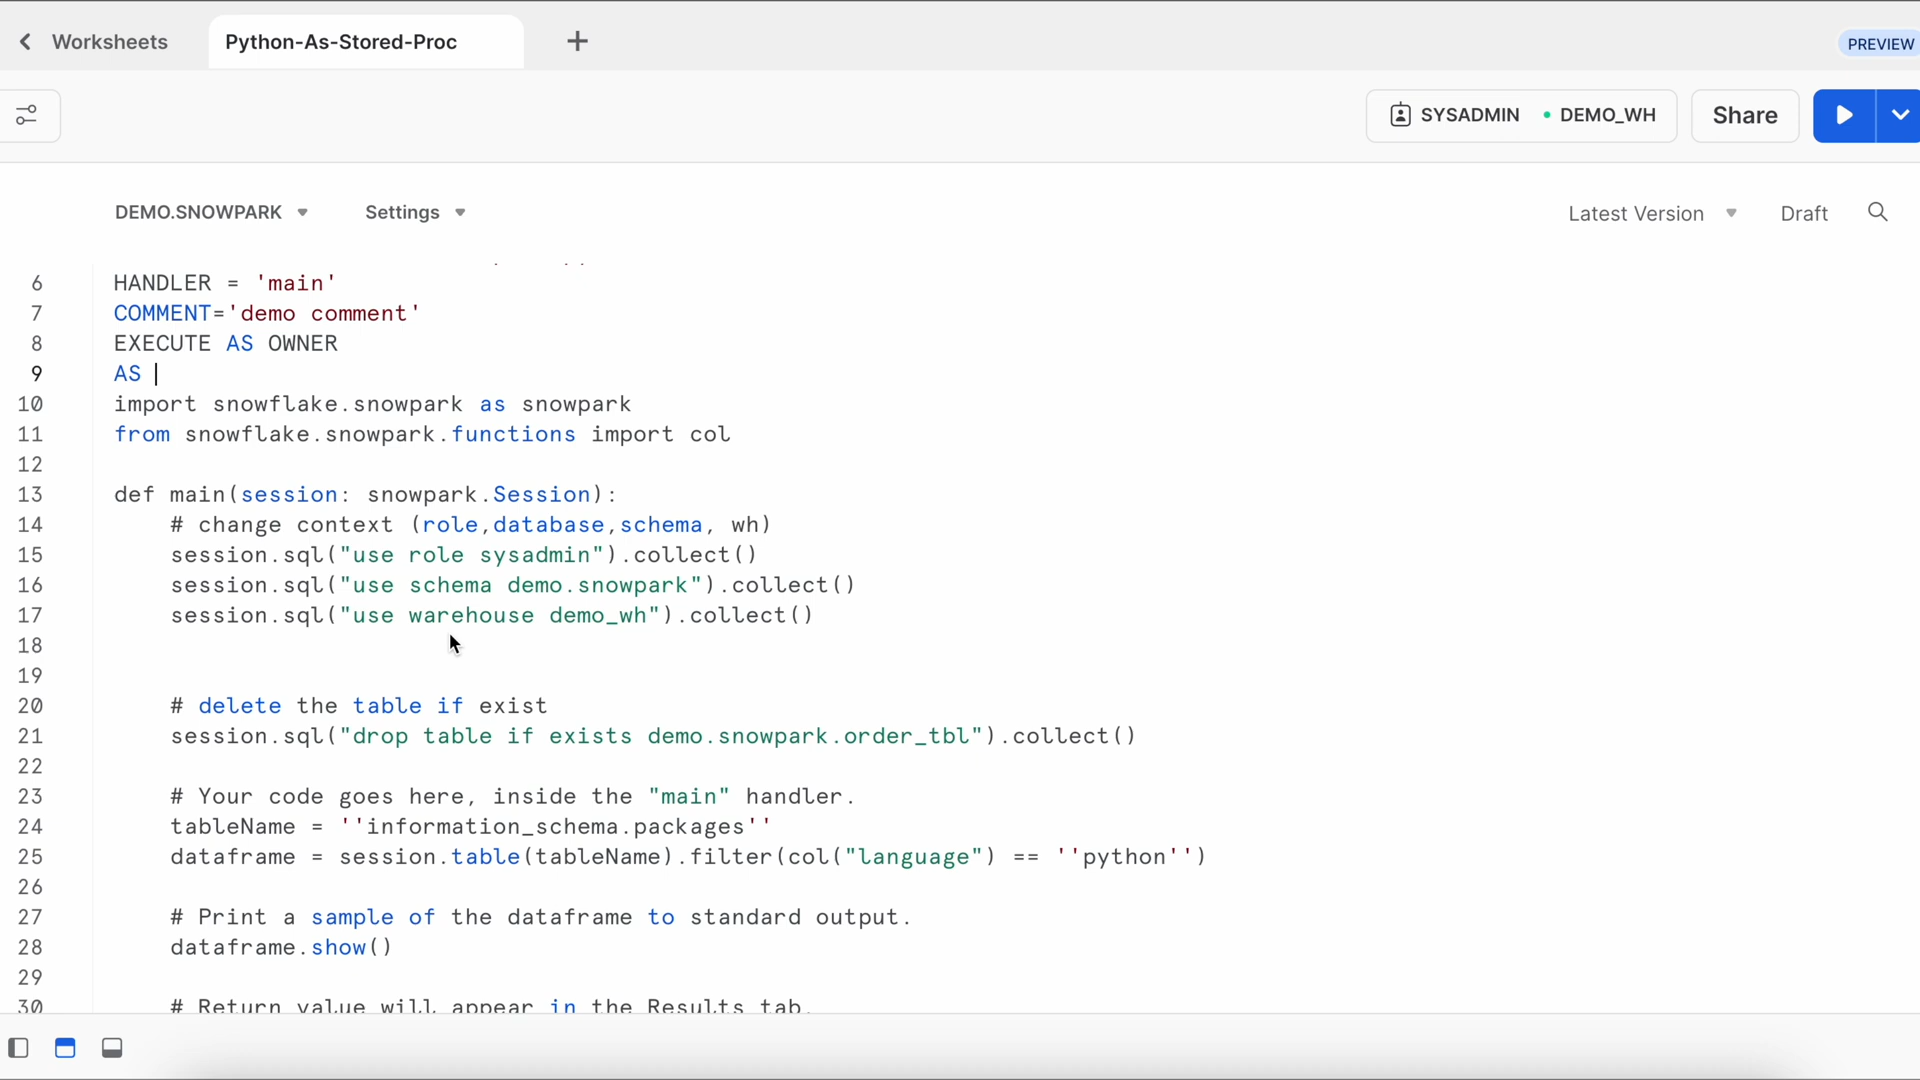 Worksheets
Python-As-Stored-Proc
+
PREVIEW
SYSADMIN
DEMO_WH
Share
DEMO.SNOWPARK
Settings
Latest Version
Draft
6 HANDLER = 'main'
7 COMMENT='demo comment'
8 EXECUTE AS OWNER
9 AS
10 import snowflake.snowpark as snowpark
11 from snowflake.snowpark.functions import col
12
13 def main(session: snowpark.Session):
14 # change context (role,database,schema, wh)
15 session.sql("use role sysadmin").collect()
16 session.sql("use schema demo.snowpark").collect()
17 session.sql("use warehouse demo_wh").collect()
18
19
20 # delete the table if exist
21 session.sql("drop table if exists demo.snowpark.order_tbl").collect()
22
23 # Your code goes here, inside the "main" handler.
24 tableName = ''information_schema.packages''
25 dataframe = session.table(tableName).filter(col("language") == ''python'')
26
27 # Print a sample of the dataframe to standard output.
28 dataframe.show()
29
30 # Return value will appear in the Results tab.